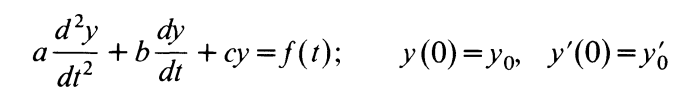 a d²y/dt² + b dy/dt + cy = f(t);  y(0) = y₀,  y′(0) = y′₀